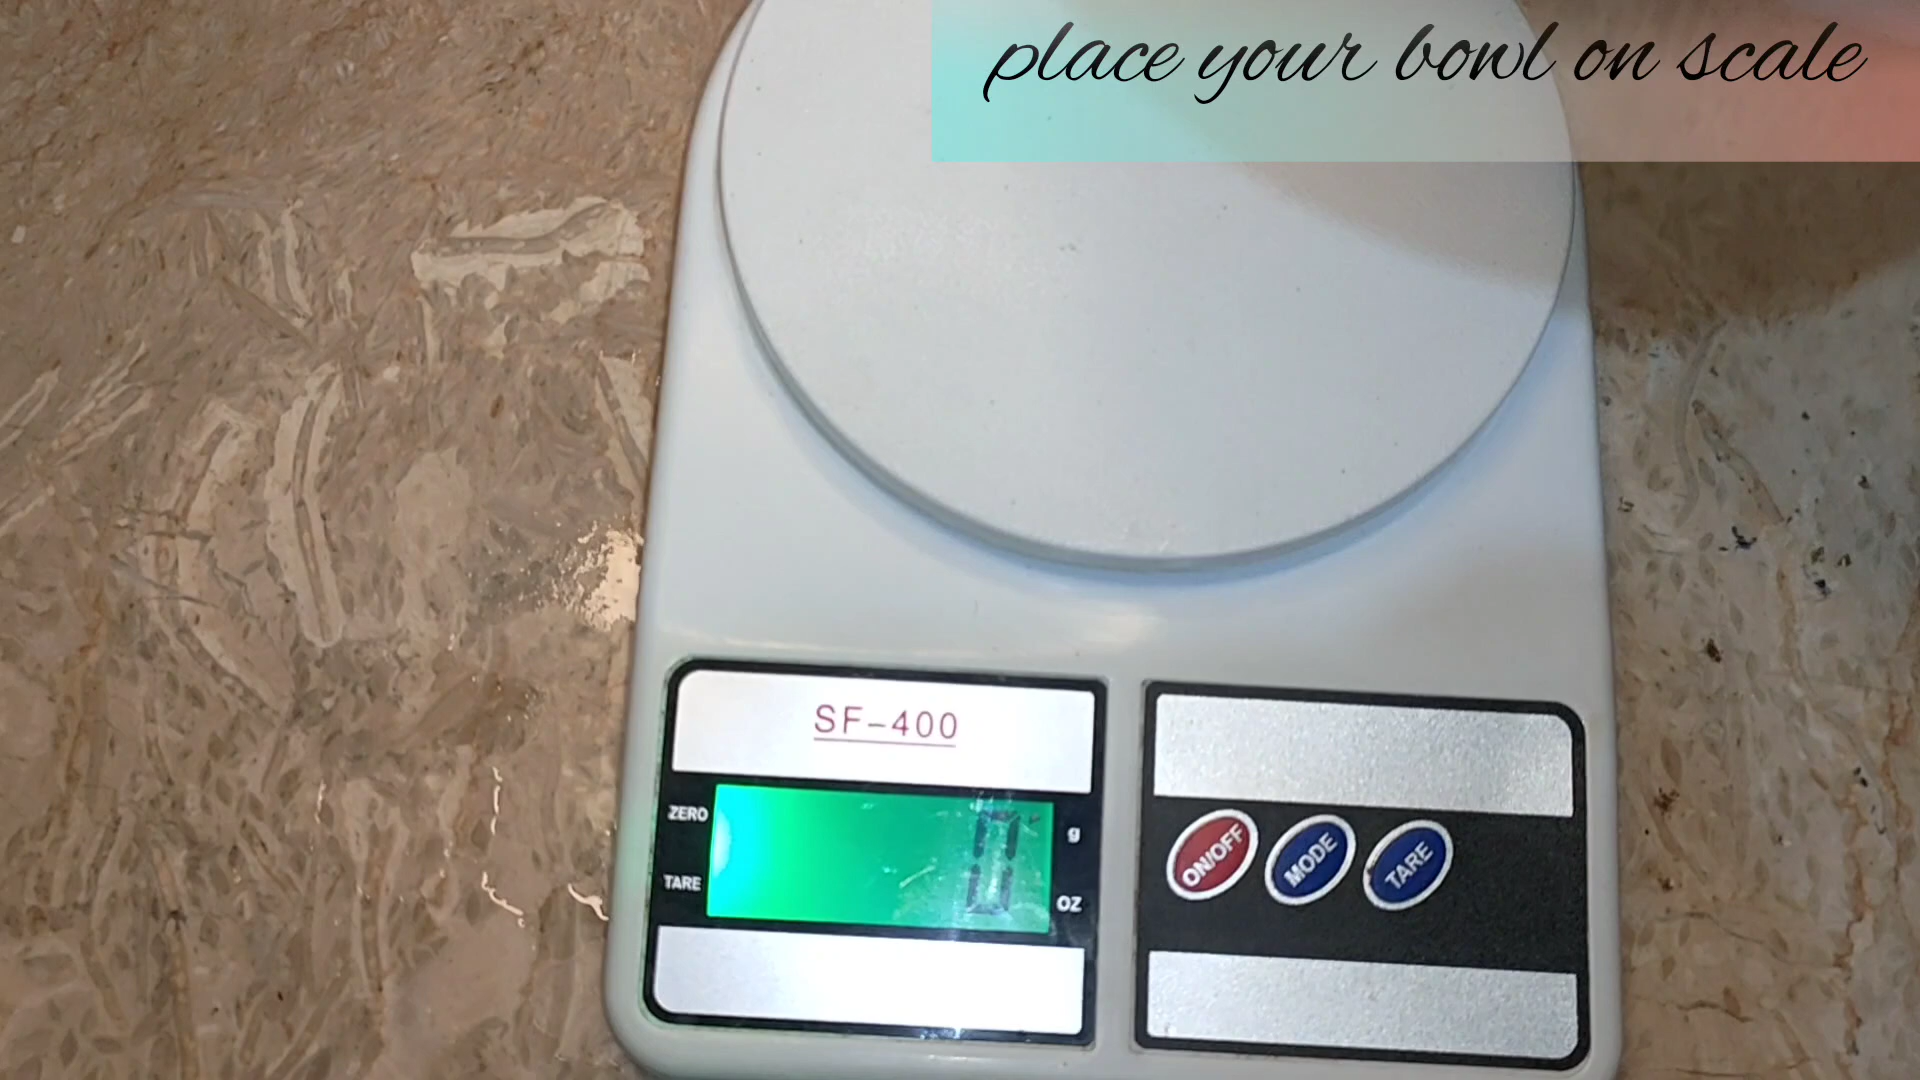 place your bowl on scale
SF-400
ZERO
TARE
0
g
OZ
ON/OFF
MODE
TARE